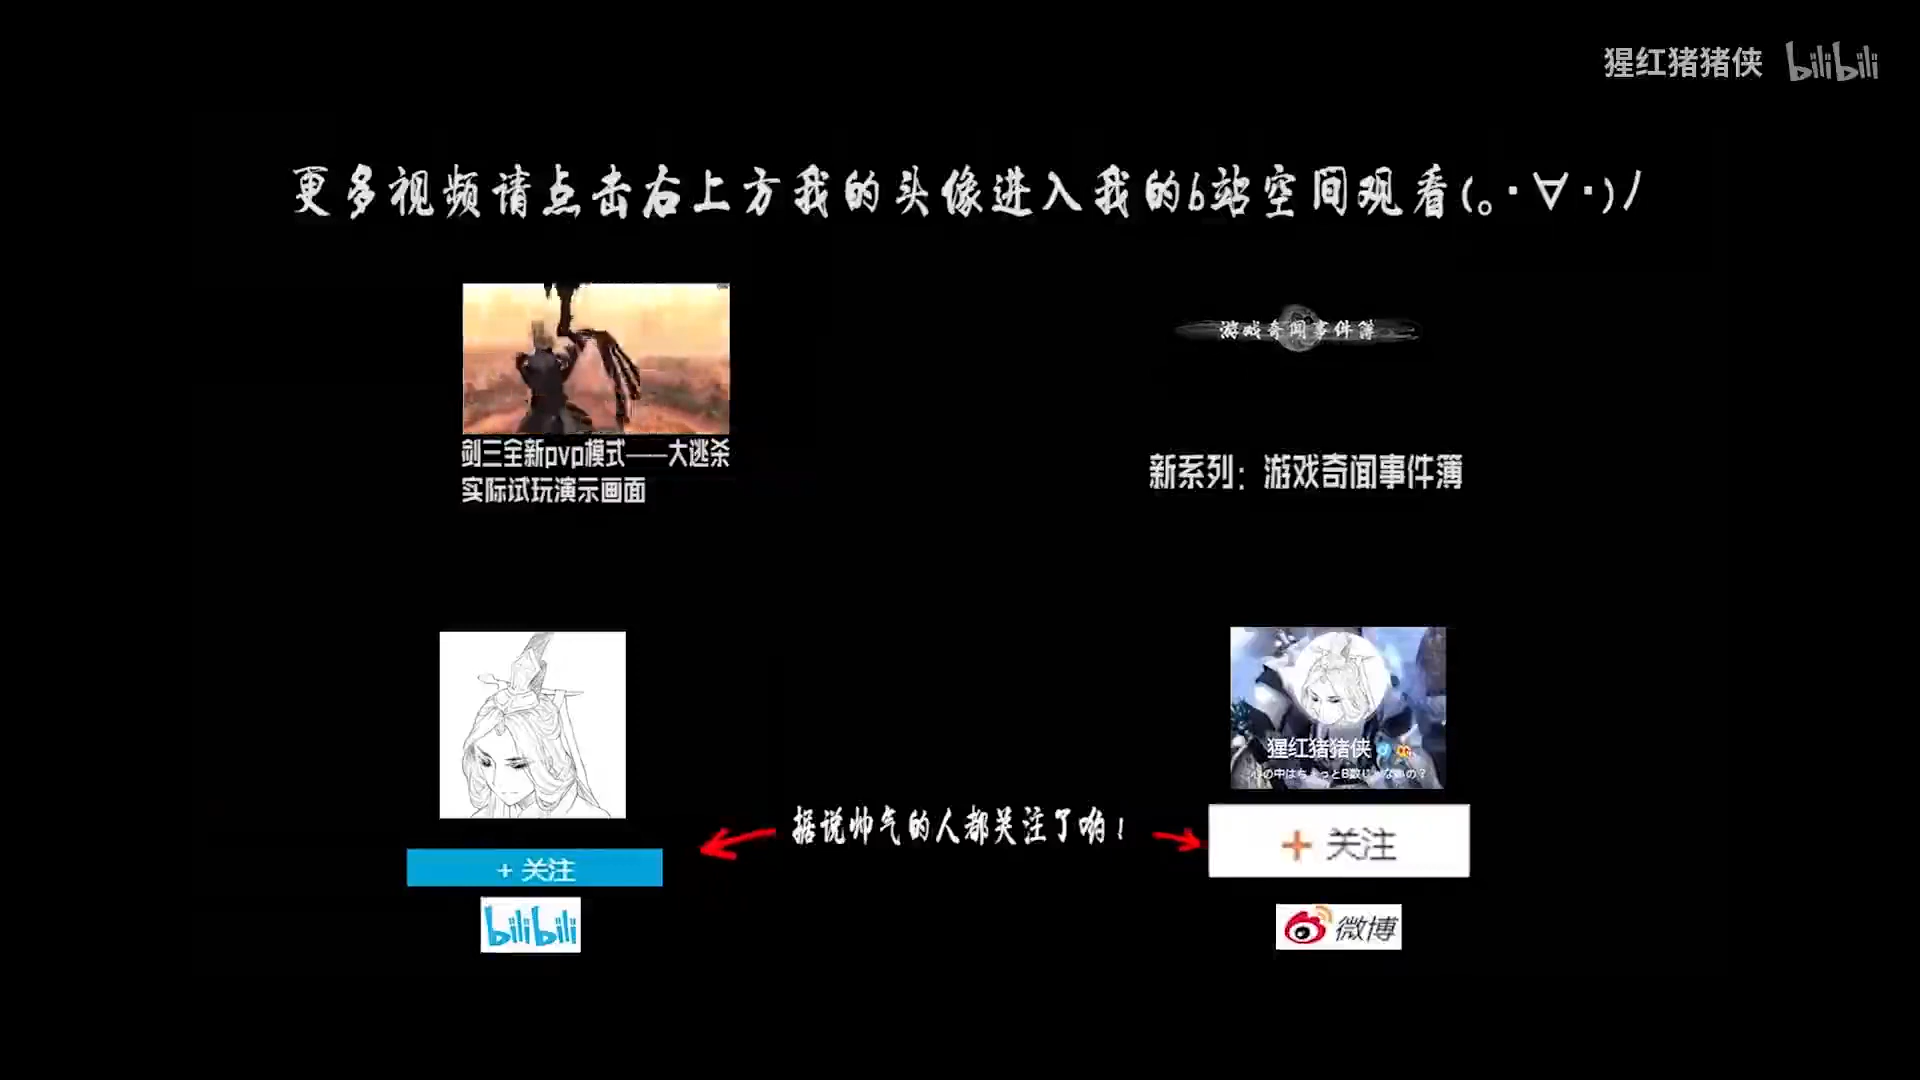 猩红猪猪侠 bilibili
更多视频请点击右上方我的头像进入我的b站空间观看(。·∀·)/
游戏奇闻事件簿
剑三全新pvp模式——大逃杀
实际试玩演示画面
新系列：游戏奇闻事件簿
猩红猪猪侠
据说帅气的人都关注了哟！
+ 关注
+ 关注
bilibili
微博